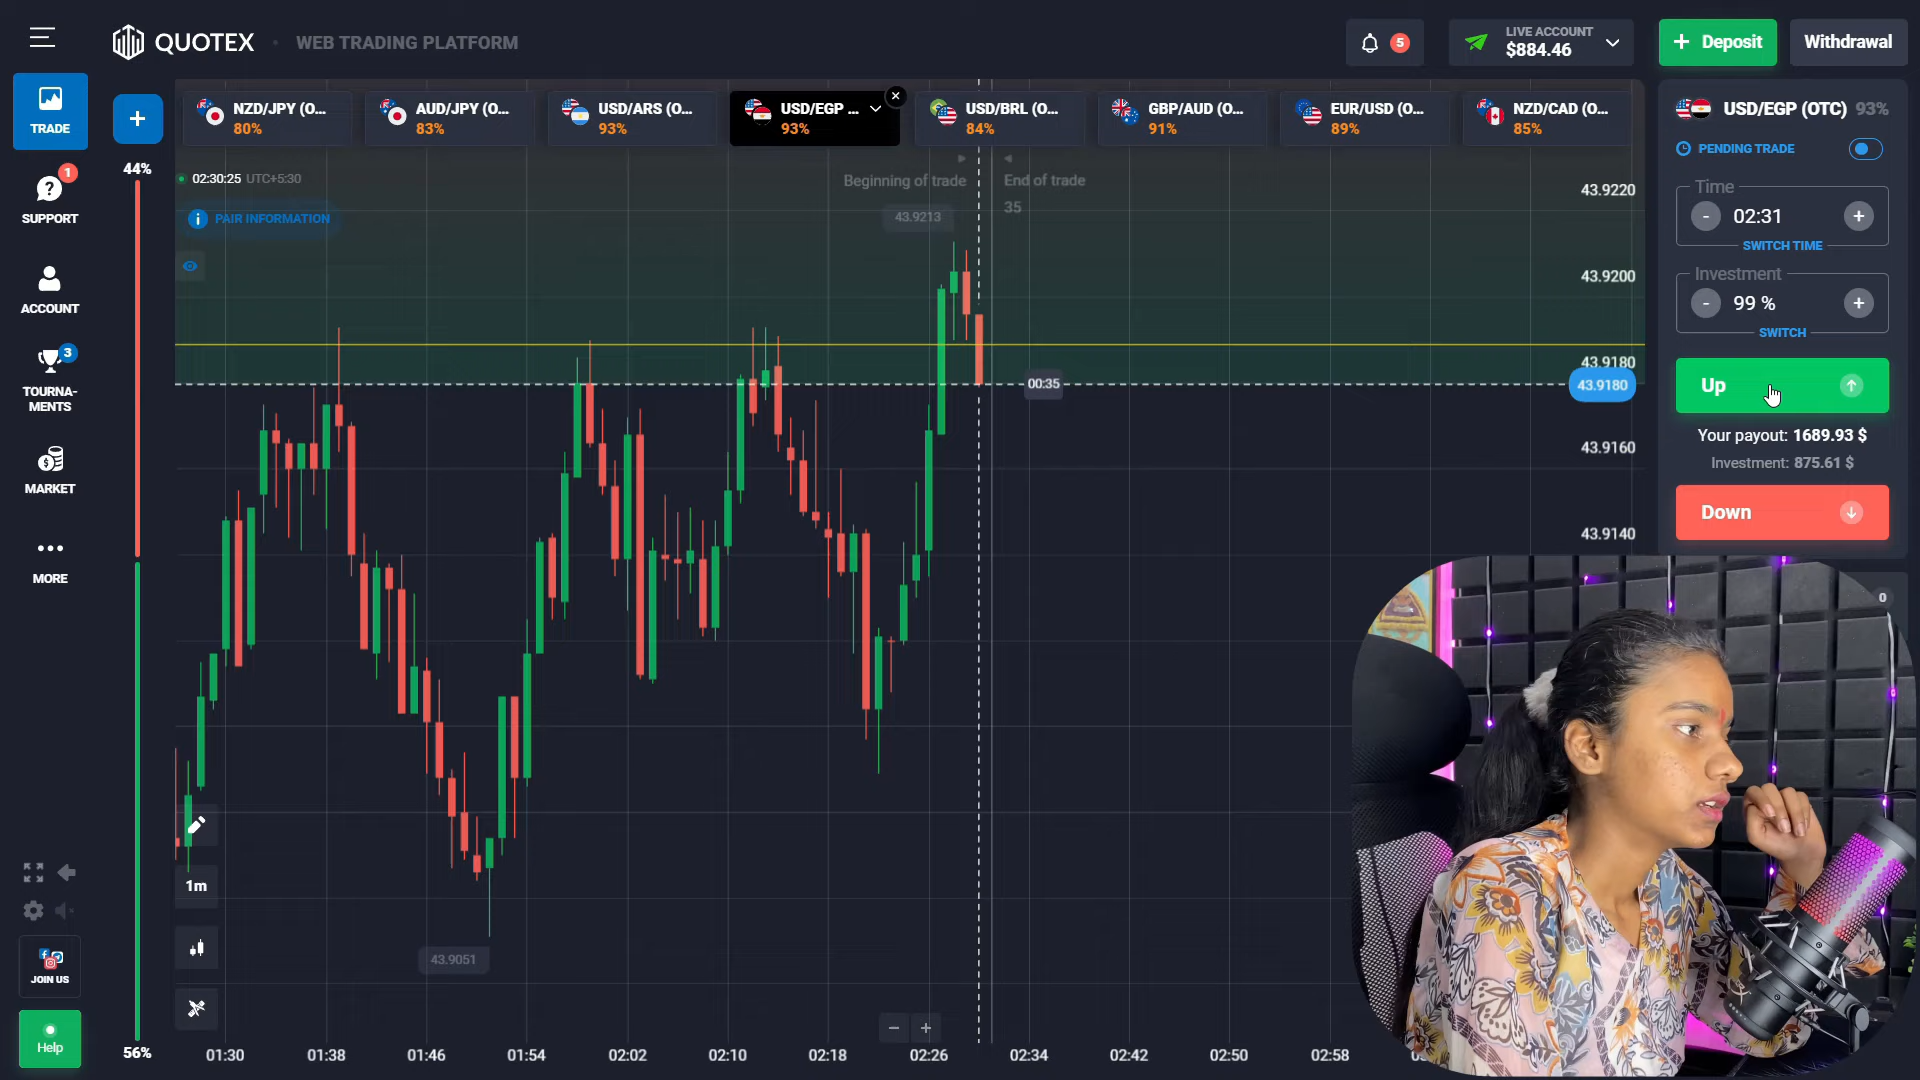 QUOTEX
WEB TRADING PLATFORM
5
LIVE ACCOUNT
$884.46
+ Deposit
Withdrawal
TRADE
1
SUPPORT
ACCOUNT
3
TOURNA-
MENTS
MARKET
MORE
JOIN US
Help
+
44%
56%
NZD/JPY (O...
80%
AUD/JPY (O...
83%
USD/ARS (O...
93%
USD/EGP ...
93%
USD/BRL (O...
84%
GBP/AUD (O...
91%
EUR/USD (O...
89%
NZD/CAD (O...
85%
02:30:25 UTC+5:30
PAIR INFORMATION
Beginning of trade
End of trade
35
43.9213
43.9051
00:35
43.9220
43.9200
43.9180
43.9180
43.9160
43.9140
1m
01:30
01:38
01:46
01:54
02:02
02:10
02:18
02:26
02:34
02:42
02:50
02:58
USD/EGP (OTC) 93%
PENDING TRADE
Time
- 02:31 +
SWITCH TIME
Investment
- 99 % +
SWITCH
Up
Your payout: 1689.93 $
Investment: 875.61 $
Down
0